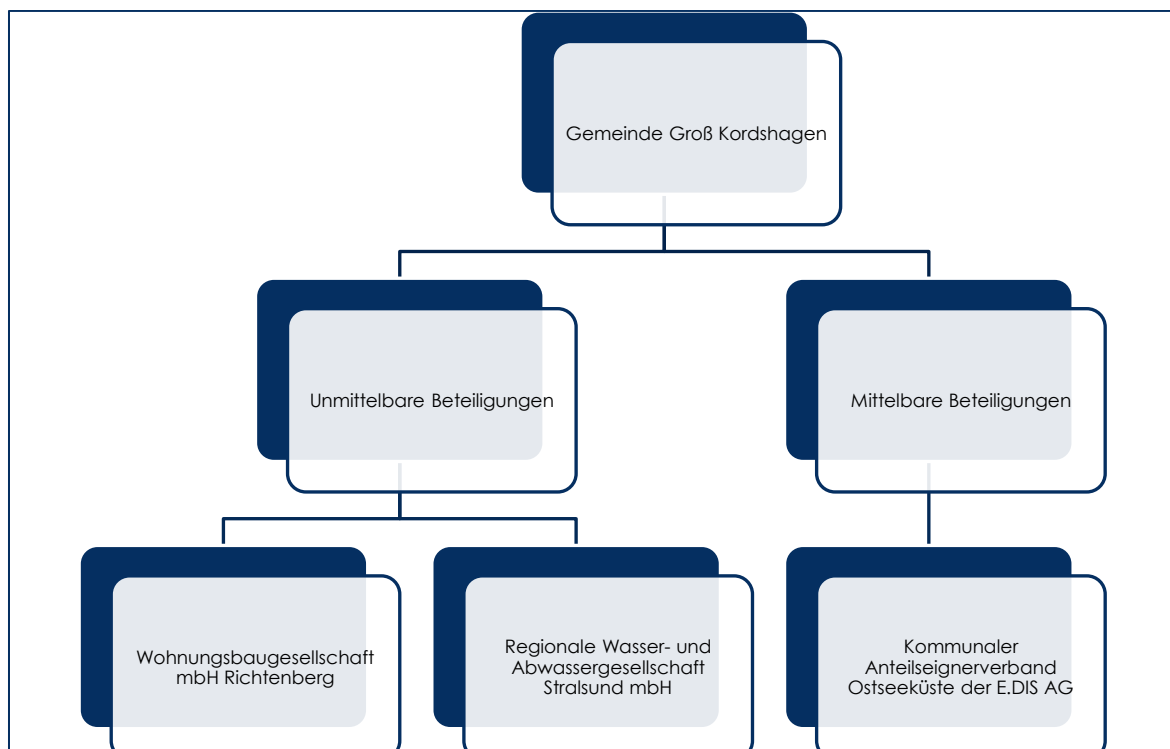 Gemeinde Groß Kordshagen
Unmittelbare Beteiligungen
Mittelbare Beteiligungen
Wohnungsbaugesellschaft
mbH Richtenberg
Regionale Wasser- und
Abwassergesellschaft
Stralsund mbH
Kommunaler
Anteilseignerverband
Ostseeküste der E.DIS AG